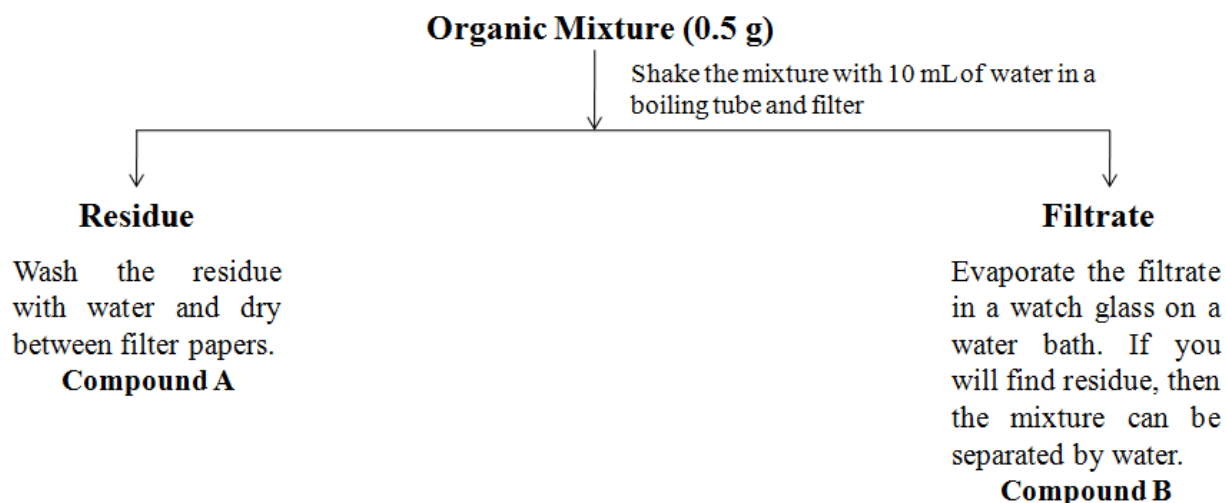 Organic Mixture (0.5 g)
Shake the mixture with 10 mL of water in a
boiling tube and filter
Residue
Wash the residue
with water and dry
between filter papers.
Compound A
Filtrate
Evaporate the filtrate
in a watch glass on a
water bath. If you
will find residue, then
the mixture can be
separated by water.
Compound B